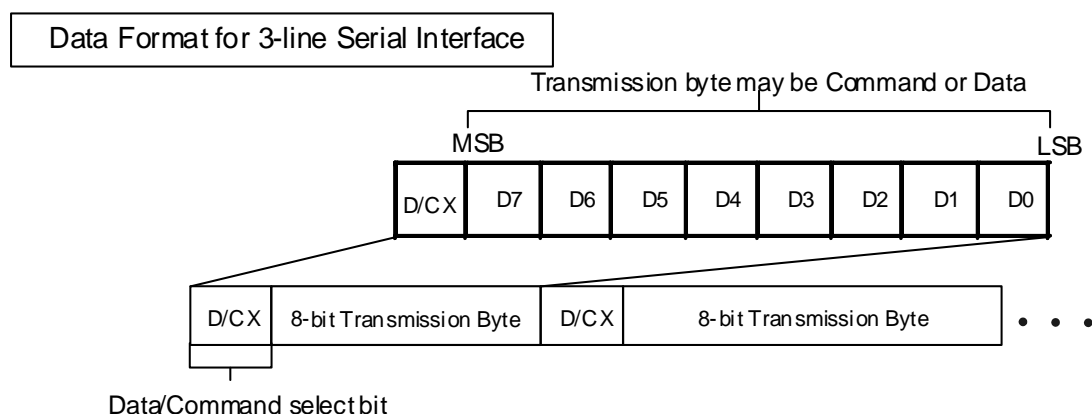 Data Format for 3-line Serial Interface
Transmission byte may be Command or Data
MSB LSB
D/CX D7 D6 D5 D4 D3 D2 D1 D0
D/CX 8-bit Transmission Byte D/CX 8-bit Transmission Byte
Data/Command select bit